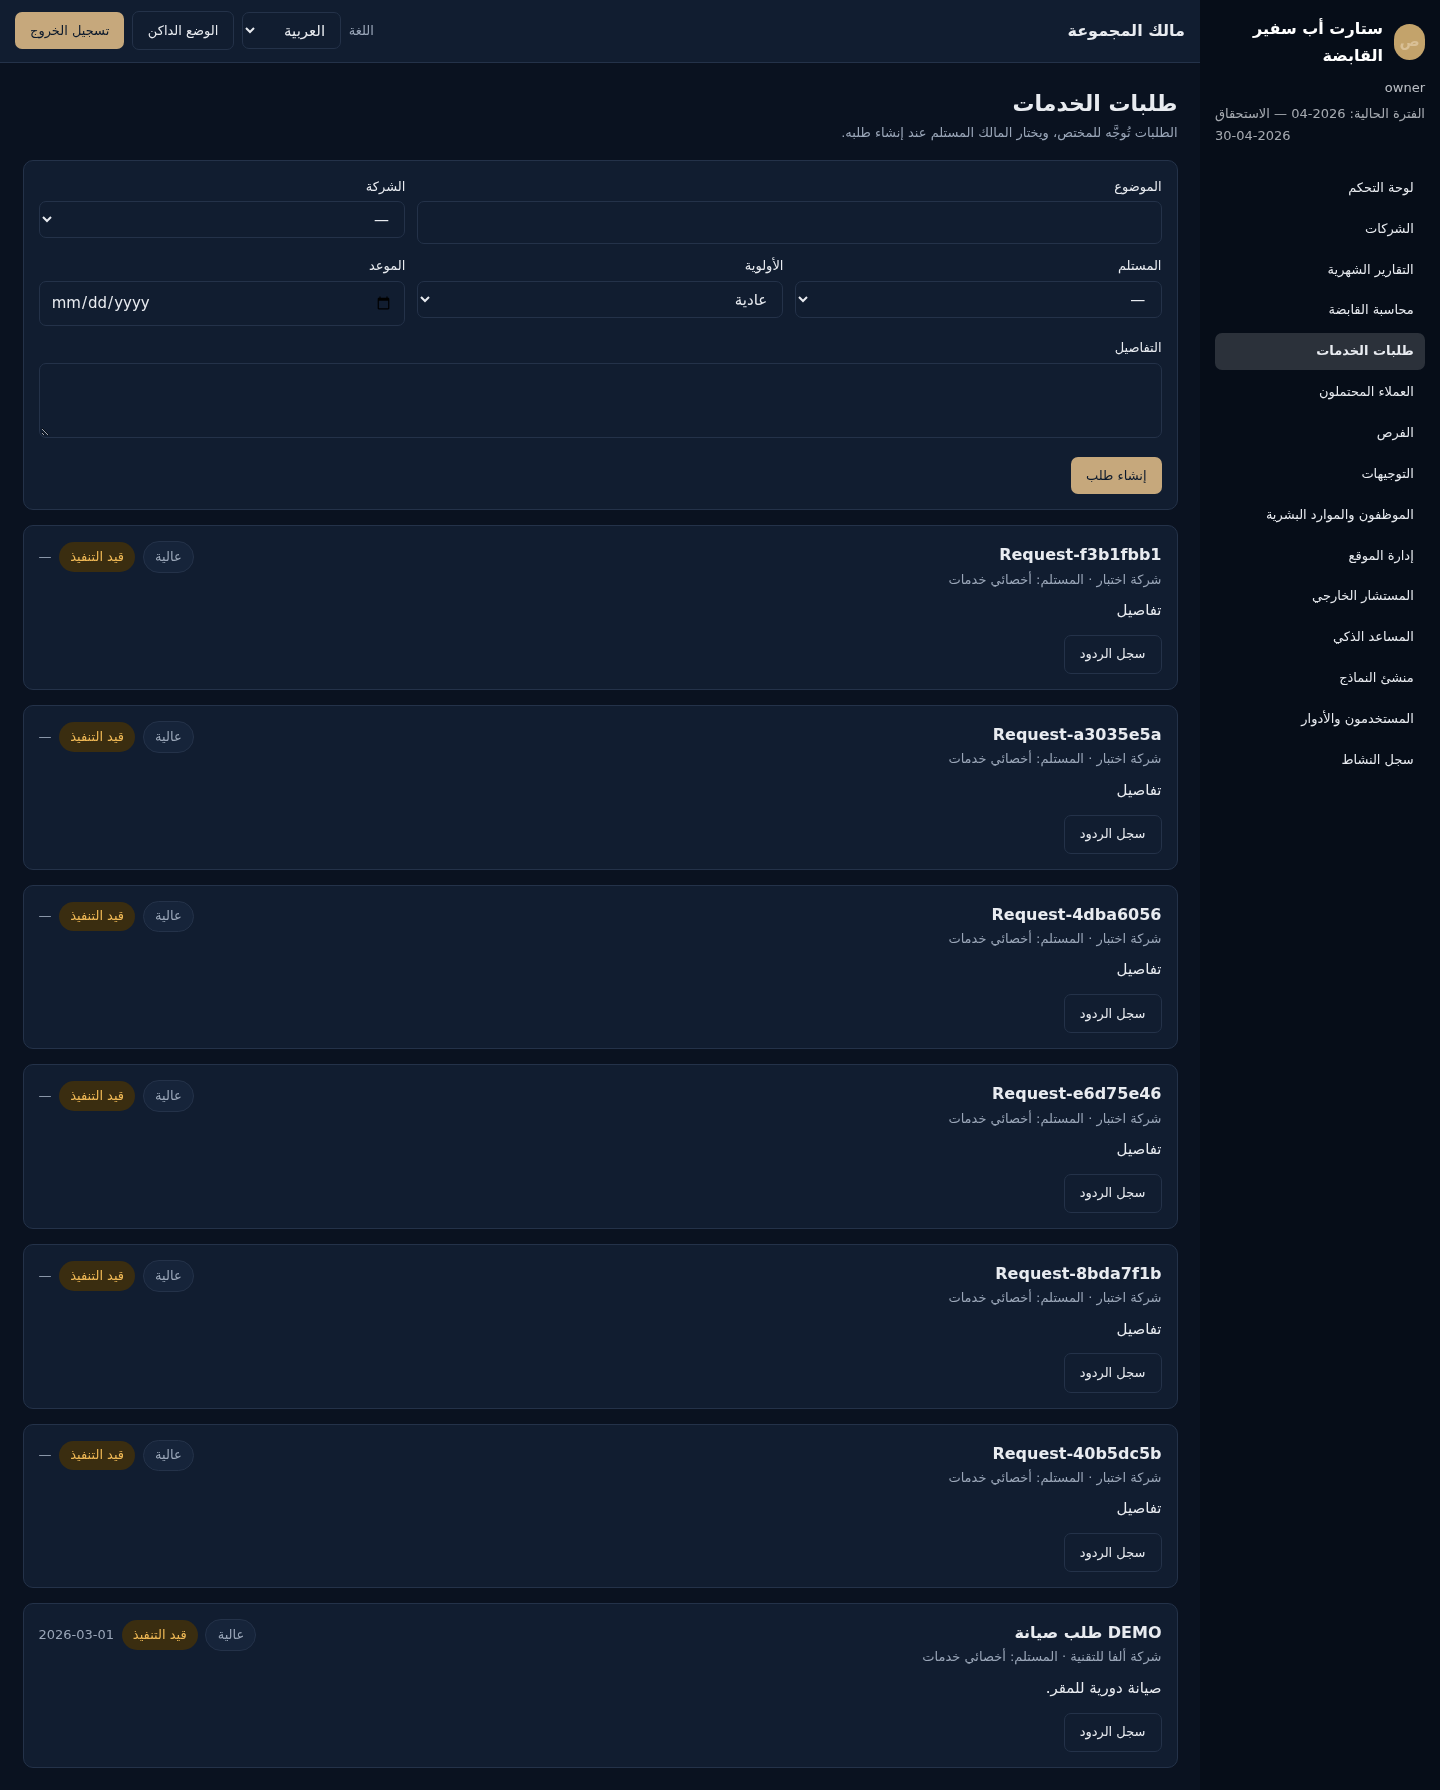 ص
ستارت أب سفير
القابضة
owner
الفترة الحالية: 2026-04 — الاستحقاق
2026-04-30
لوحة التحكم
الشركات
التقارير الشهرية
محاسبة القابضة
طلبات الخدمات
العملاء المحتملون
الفرص
التوجيهات
الموظفون والموارد البشرية
إدارة الموقع
المستشار الخارجي
المساعد الذكي
منشئ النماذج
المستخدمون والأدوار
سجل النشاط
مالك المجموعة
اللغة العربية الوضع الداكن تسجيل الخروج
طلبات الخدمات
الطلبات تُوجَّه للمختص، ويختار المالك المستلم عند إنشاء طلبه.
الموضوع الشركة
—
المستلم الأولوية الموعد
— عادية mm/dd/yyyy
التفاصيل
إنشاء طلب
Request-f3b1fbb1 عالية قيد التنفيذ —
شركة اختبار · المستلم: أخصائي خدمات
تفاصيل
سجل الردود
Request-a3035e5a عالية قيد التنفيذ —
شركة اختبار · المستلم: أخصائي خدمات
تفاصيل
سجل الردود
Request-4dba6056 عالية قيد التنفيذ —
شركة اختبار · المستلم: أخصائي خدمات
تفاصيل
سجل الردود
Request-e6d75e46 عالية قيد التنفيذ —
شركة اختبار · المستلم: أخصائي خدمات
تفاصيل
سجل الردود
Request-8bda7f1b عالية قيد التنفيذ —
شركة اختبار · المستلم: أخصائي خدمات
تفاصيل
سجل الردود
Request-40b5dc5b عالية قيد التنفيذ —
شركة اختبار · المستلم: أخصائي خدمات
تفاصيل
سجل الردود
DEMO طلب صيانة عالية قيد التنفيذ 2026-03-01
شركة ألفا للتقنية · المستلم: أخصائي خدمات
صيانة دورية للمقر.
سجل الردود